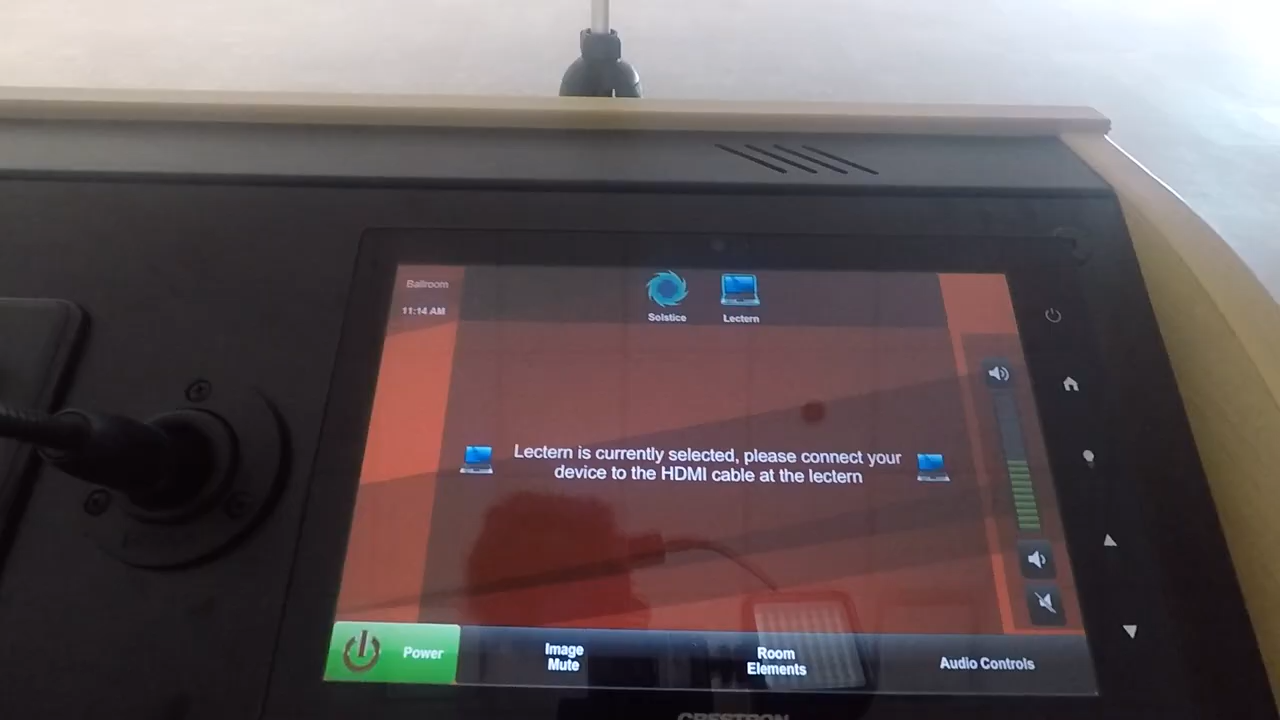 Ballroom
11:14 AM
Solstice
Lectern
Lectern is currently selected, please connect your
device to the HDMI cable at the lectern
Power
Image
Mute
Room
Elements
Audio Controls
CRESTRON